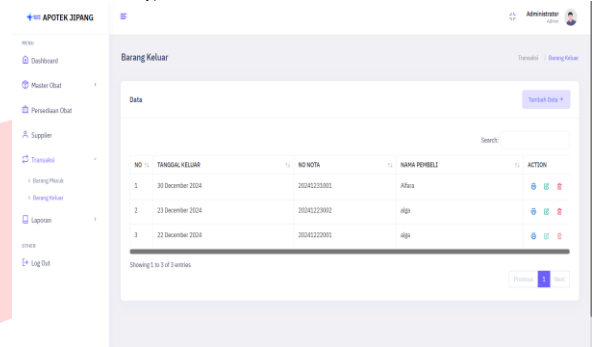 APOTEK JIPANG
Administrator
Admin
MENU
Dashboard
Master Obat
Persediaan Obat
Supplier
Transaksi
Barang Masuk
Barang Keluar
Laporan
OTHER
Log Out
Barang Keluar
Transaksi / Barang Keluar
Data
Tambah Data +
Search:
NO TANGGAL KELUAR NO NOTA NAMA PEMBELI ACTION
1 30 December 2024 20241231001 Alfara
2 23 December 2024 20241223002 alga
3 22 December 2024 20241222001 alga
Showing 1 to 3 of 3 entries
Previous 1 Next